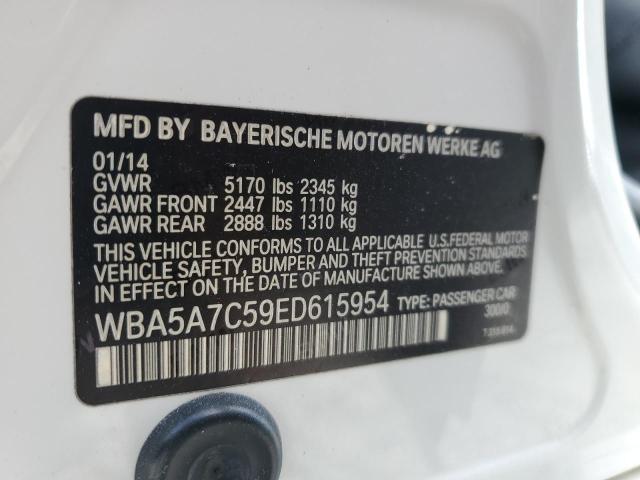 MFD BY BAYERISCHE MOTOREN WERKE AG
01/14
GVWR 5170 lbs 2345 kg
GAWR FRONT 2447 lbs 1110 kg
GAWR REAR 2888 lbs 1310 kg
THIS VEHICLE CONFORMS TO ALL APPLICABLE U.S.FEDERAL MOTOR
VEHICLE SAFETY, BUMPER, AND THEFT PREVENTION STANDARDS
IN EFFECT ON THE DATE OF MANUFACTURE SHOWN ABOVE.
WBA5A7C59ED615954 TYPE: PASSENGER CAR
300/0